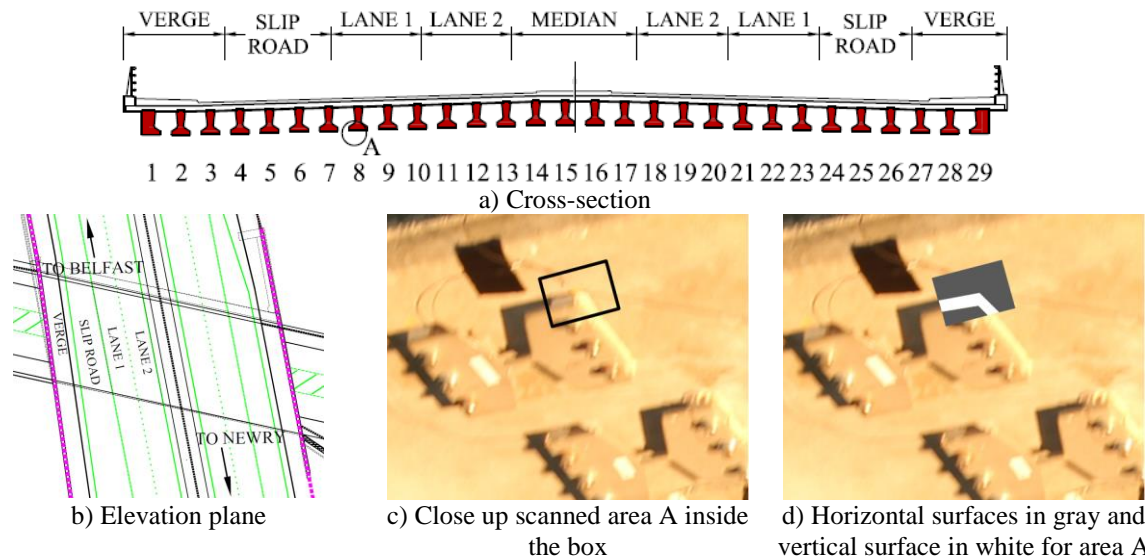 VERGE SLIP ROAD LANE 1 LANE 2 MEDIAN LANE 2 LANE 1 SLIP ROAD VERGE
A
1 2 3 4 5 6 7 8 9 10 11 12 13 14 15 16 17 18 19 20 21 22 23 24 25 26 27 28 29
a) Cross-section
TO BELFAST
VERGE
SLIP ROAD
LANE 1
LANE 2
TO NEWRY
b) Elevation plane
c) Close up scanned area A inside
the box
d) Horizontal surfaces in gray and
vertical surface in white for area A